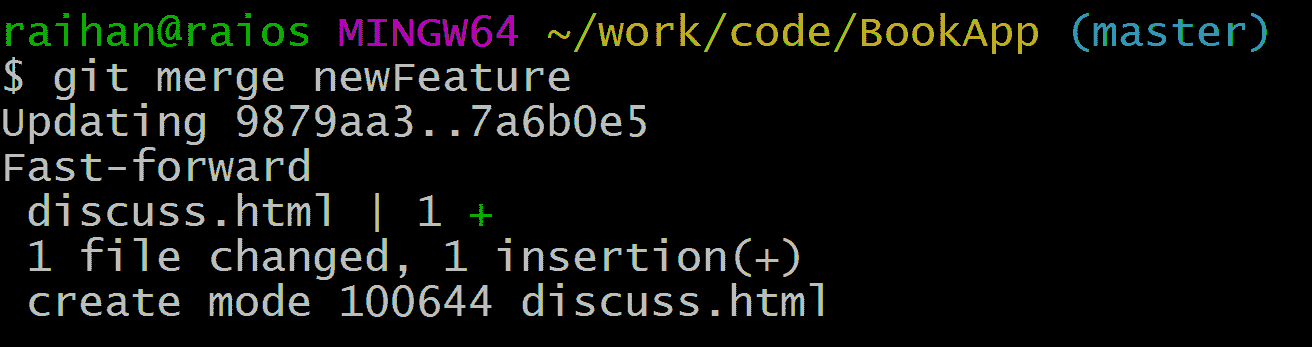 raihan@raios MINGW64 ~/work/code/BookApp (master)
$ git merge newFeature
Updating 9879aa3..7a6b0e5
Fast-forward
 discuss.html | 1 +
 1 file changed, 1 insertion(+)
 create mode 100644 discuss.html